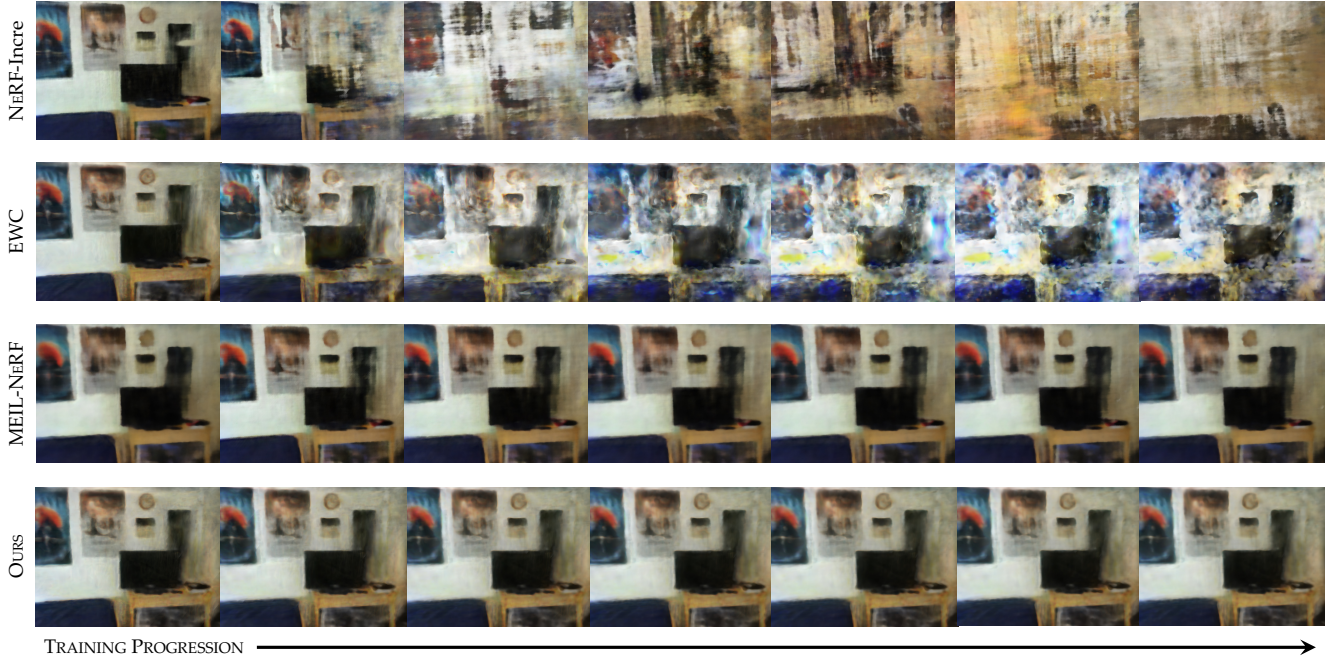 NERF-Incre
EWC
MEIL-NERF
OURS
TRAINING PROGRESSION